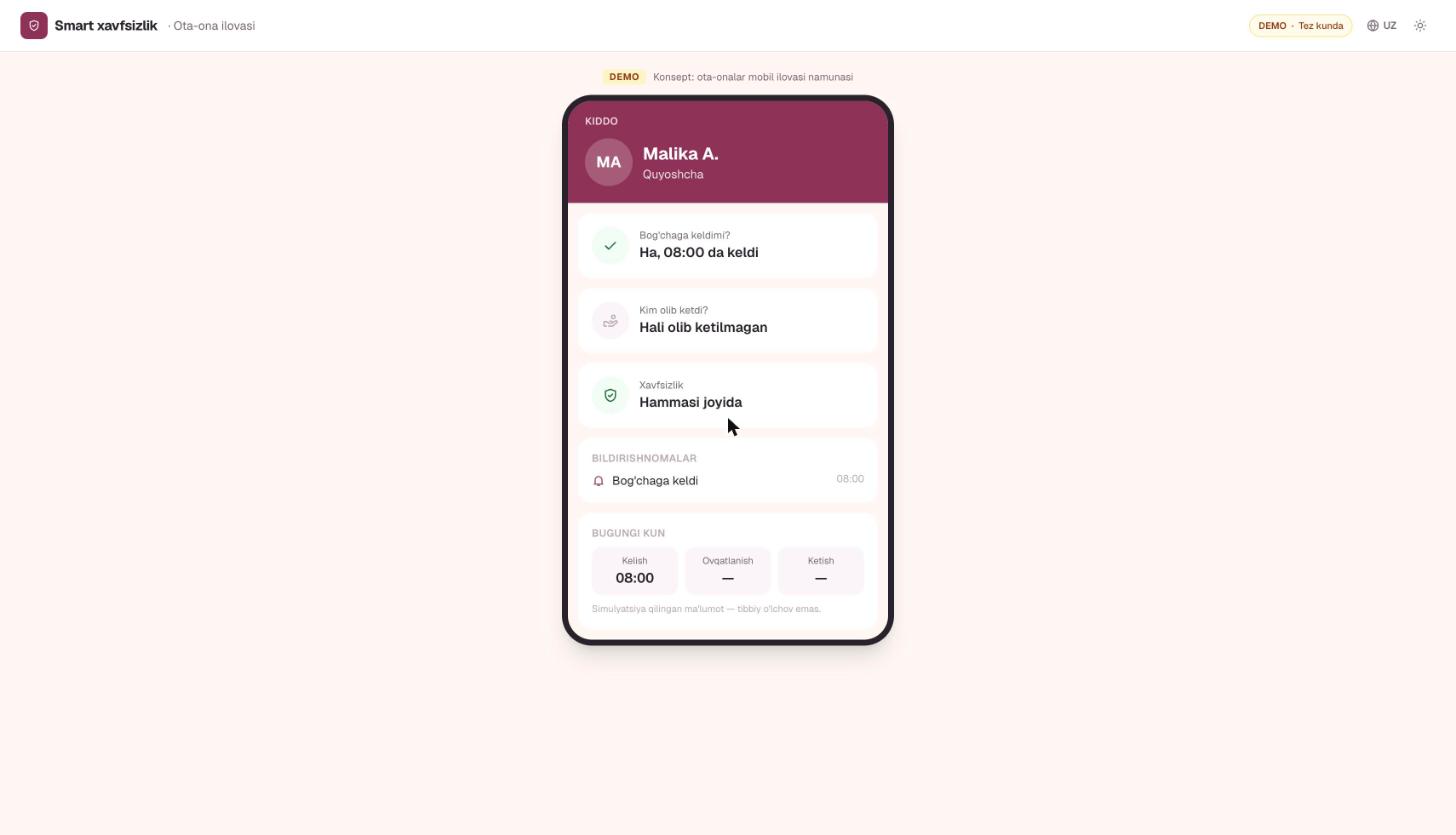 Smart xavfsizlik · Ota-ona ilovasi
DEMO · Tez kunda
UZ
DEMO Konsept: ota-onalar mobil ilovasi namunasi
KIDDO
MA
Malika A.
Quyoshcha
Bog'chaga keldimi?
Ha, 08:00 da keldi
Kim olib ketdi?
Hali olib ketilmagan
Xavfsizlik
Hammasi joyida
BILDIRISHNOMALAR
Bog'chaga keldi 08:00
BUGUNGI KUN
Kelish Ovqatlanish Ketish
08:00 — —
Simulyatsiya qilingan ma'lumot — tibbiy o'lchov emas.